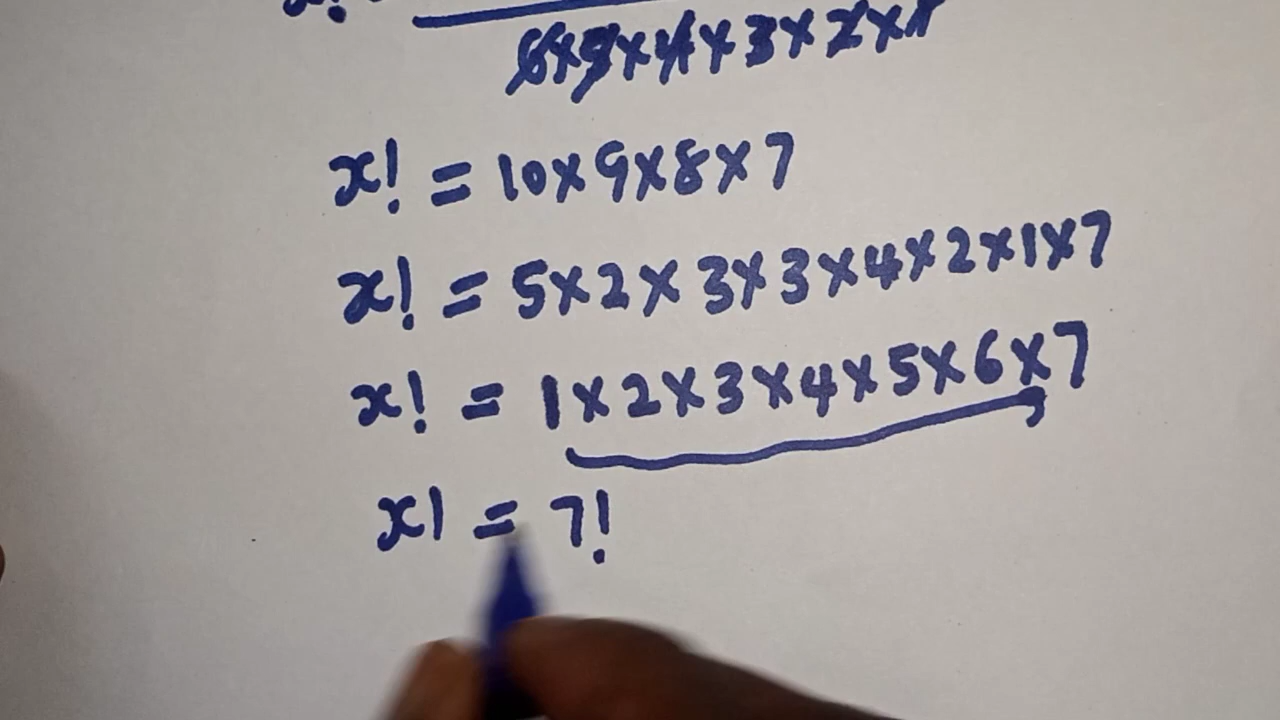 x!
6×5×4×3×2×1
x! = 10×9×8×7
x! = 5×2×3×3×4×2×1×7
x! = 1×2×3×4×5×6×7
x! = 7!